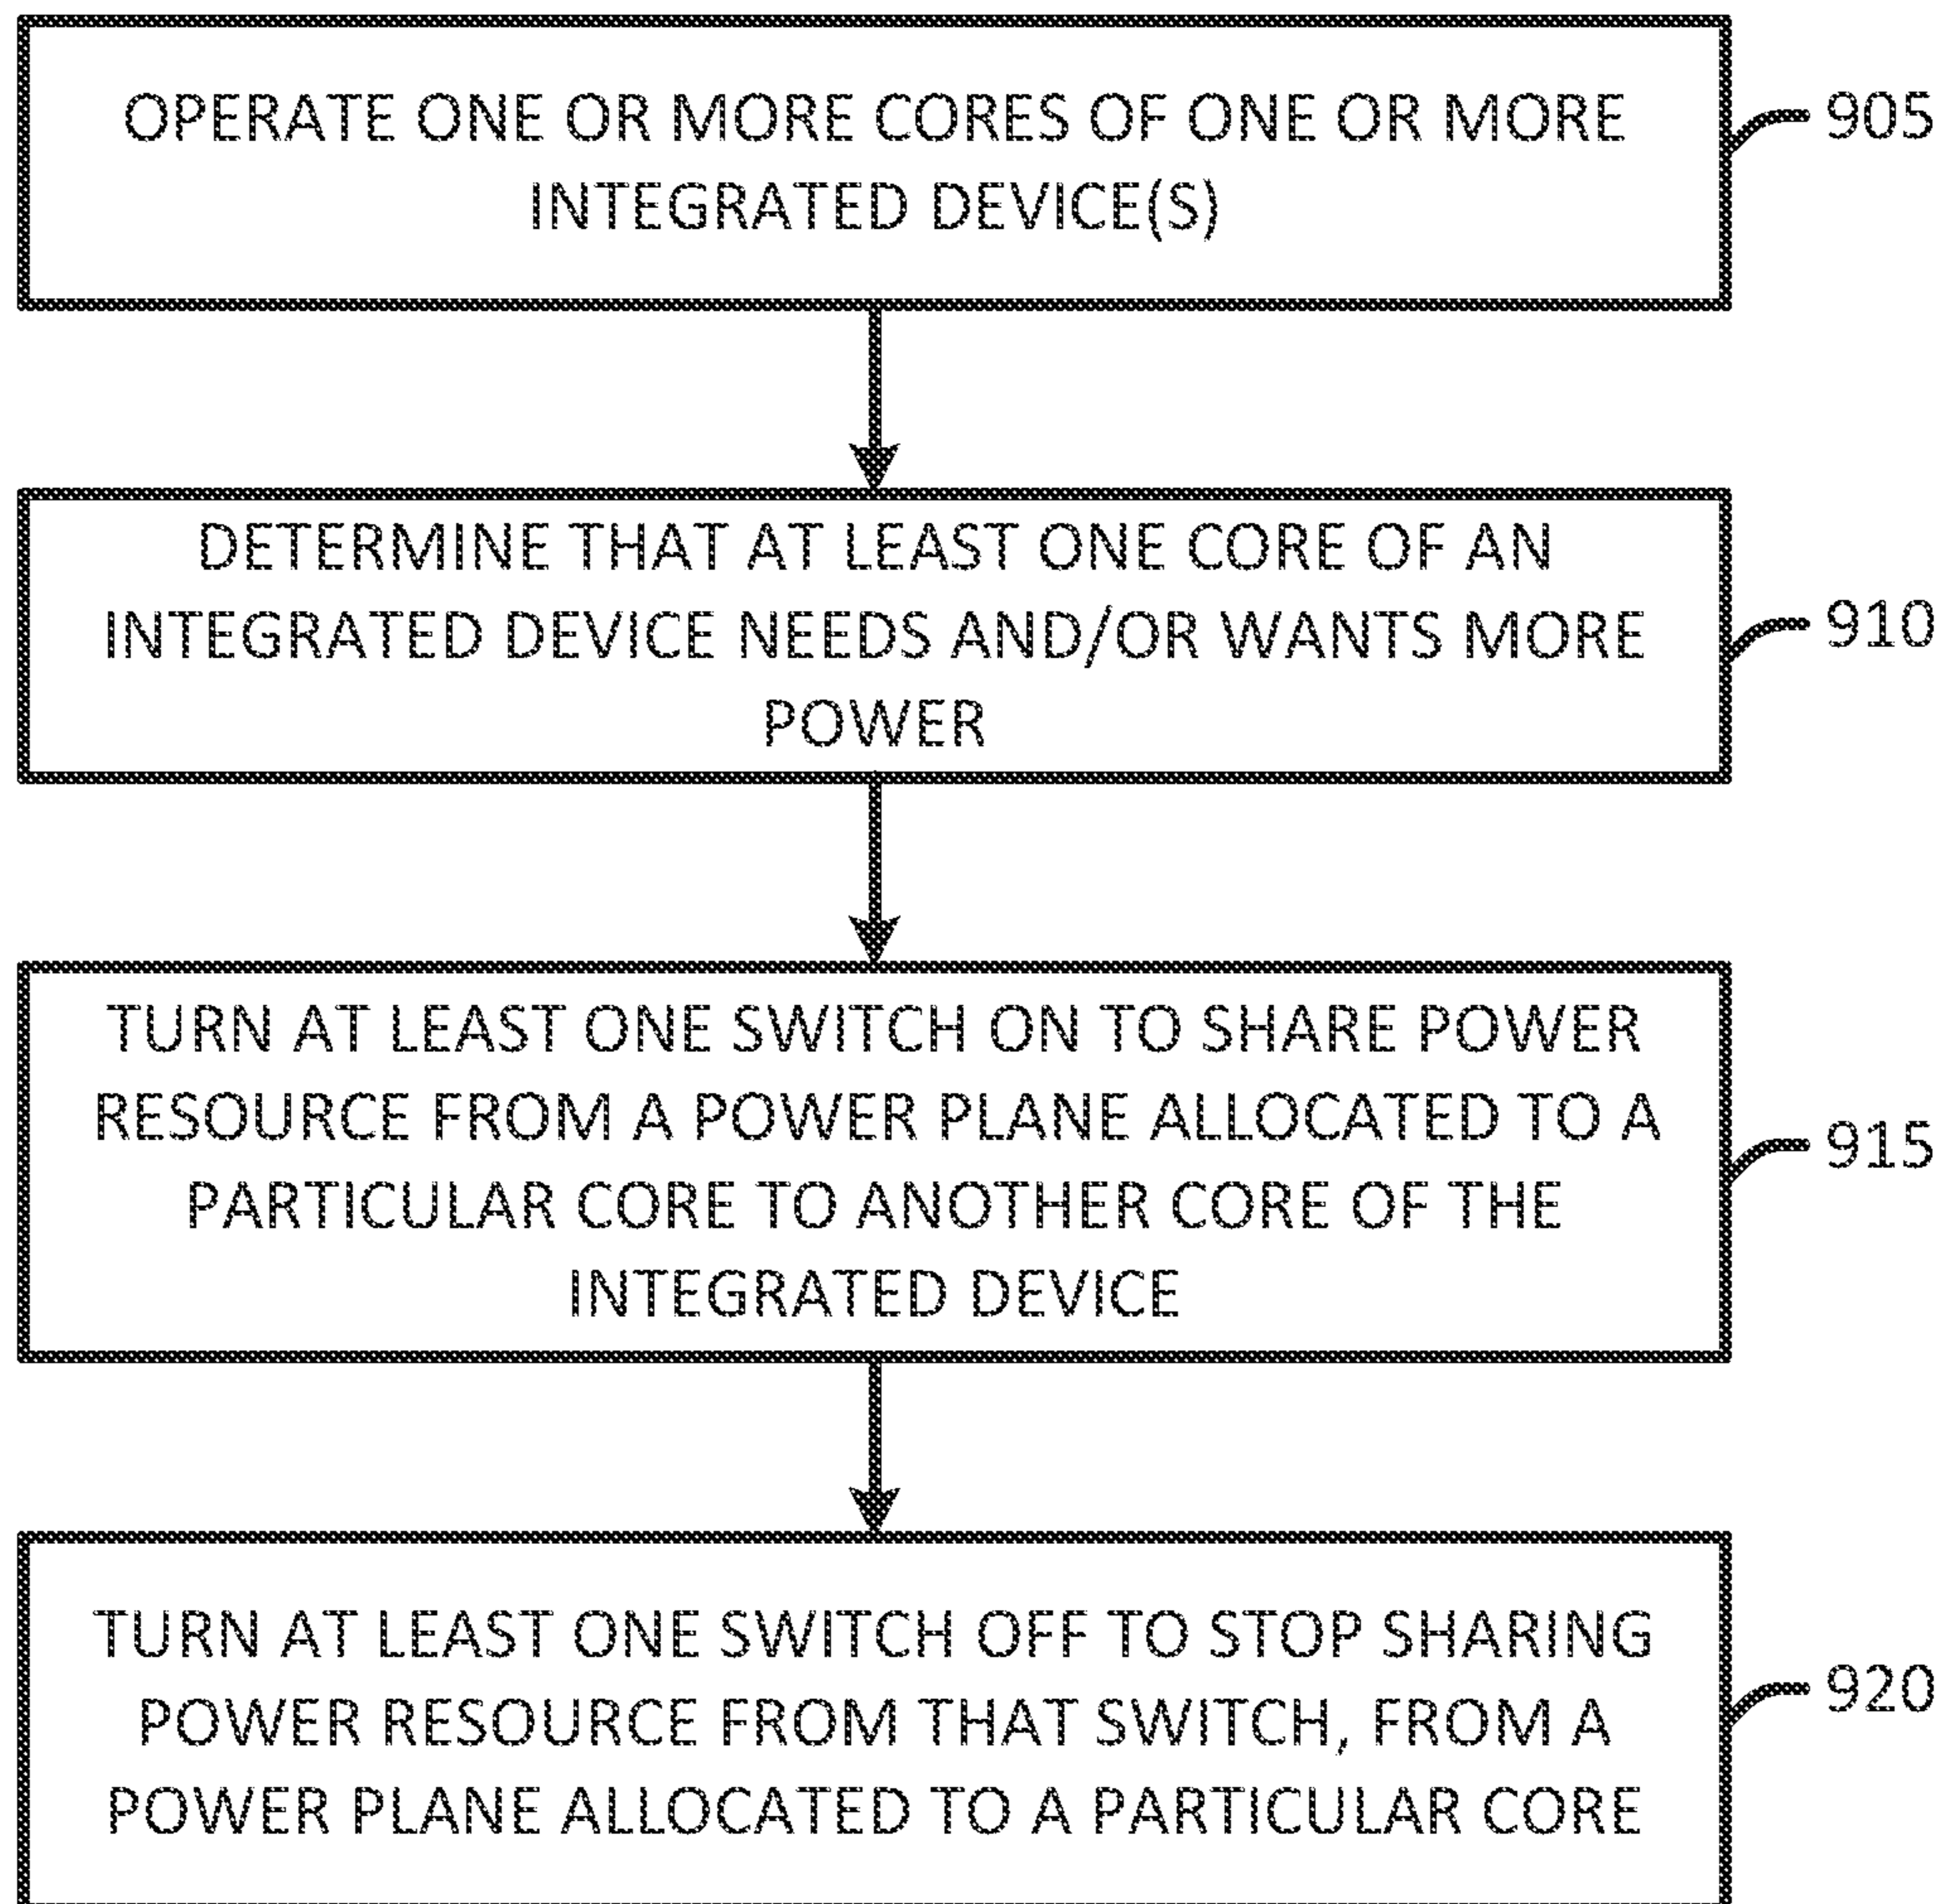 OPERATE ONE OR MORE CORES OF ONE OR MORE
INTEGRATED DEVICE(S)
905
DETERMINE THAT AT LEAST ONE CORE OF AN
INTEGRATED DEVICE NEEDS AND/OR WANTS MORE
POWER
910
TURN AT LEAST ONE SWITCH ON TO SHARE POWER
RESOURCE FROM A POWER PLANE ALLOCATED TO A
PARTICULAR CORE TO ANOTHER CORE OF THE
INTEGRATED DEVICE
915
TURN AT LEAST ONE SWITCH OFF TO STOP SHARING
POWER RESOURCE FROM THAT SWITCH, FROM A
POWER PLANE ALLOCATED TO A PARTICULAR CORE
920